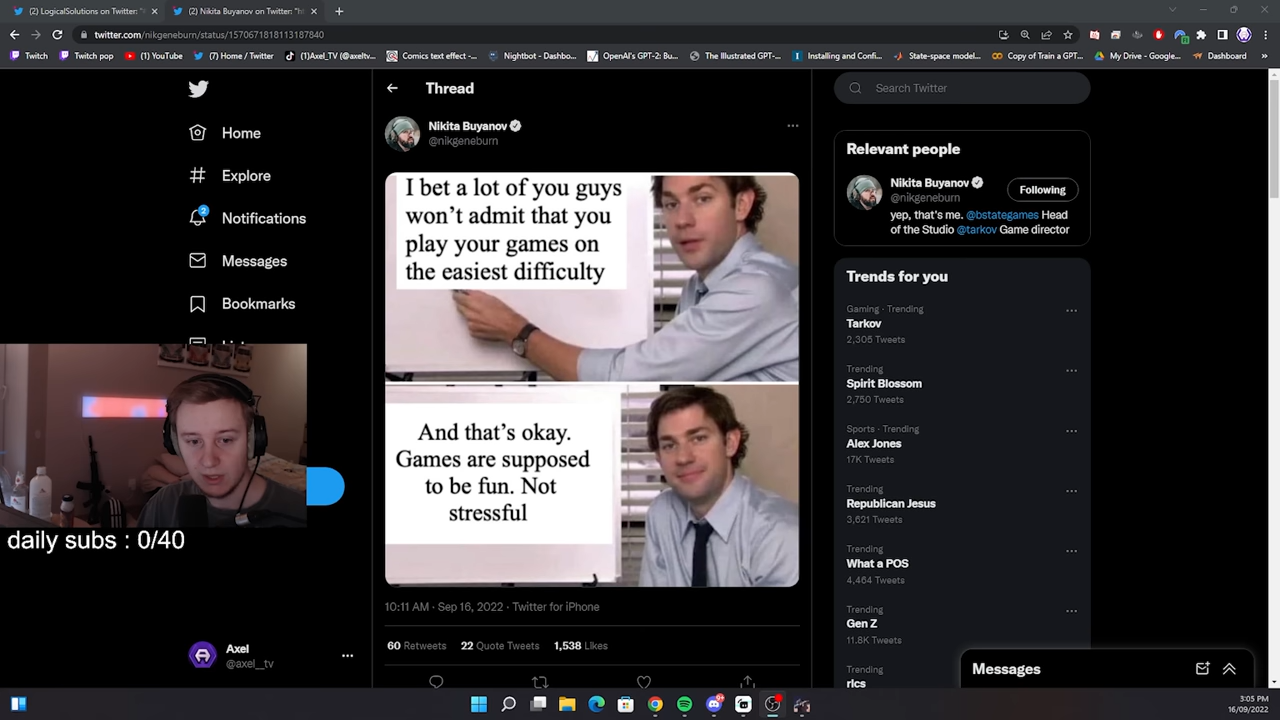 (2) LogicalSolutions on Twitter: "
(2) Nikita Buyanov on Twitter: "h
twitter.com/nikgeneburn/status/1570671818113187840
Twitch
Twitch pop
(1) YouTube
(7) Home / Twitter
Axel_TV (@axeltv...
Comics text effect -...
Nightbot - Dashbo...
OpenAI's GPT-2: Bu...
The Illustrated GPT-...
Installing and Confi...
State-space model...
Copy of Train a GPT...
My Drive - Google...
Dashboard
Home
Explore
2
Notifications
Messages
Bookmarks
daily subs : 0/40
Axel
@axel__tv
Thread
Nikita Buyanov
@nikgeneburn
I bet a lot of you guys
won't admit that you
play your games on
the easiest difficulty
And that's okay.
Games are supposed
to be fun. Not
stressful
10:11 AM · Sep 16, 2022 · Twitter for iPhone
60 Retweets 22 Quote Tweets 1,538 Likes
Search Twitter
Relevant people
Nikita Buyanov
@nikgeneburn
Following
yep, that's me. @bstategames Head
of the Studio @tarkov Game director
Trends for you
Gaming · Trending
Tarkov
2,305 Tweets
Trending
Spirit Blossom
2,750 Tweets
Sports · Trending
Alex Jones
17K Tweets
Trending
Republican Jesus
3,621 Tweets
Trending
What a POS
4,464 Tweets
Trending
Gen Z
11.8K Tweets
Trending
rlcs
Messages
3:05 PM
16/09/2022